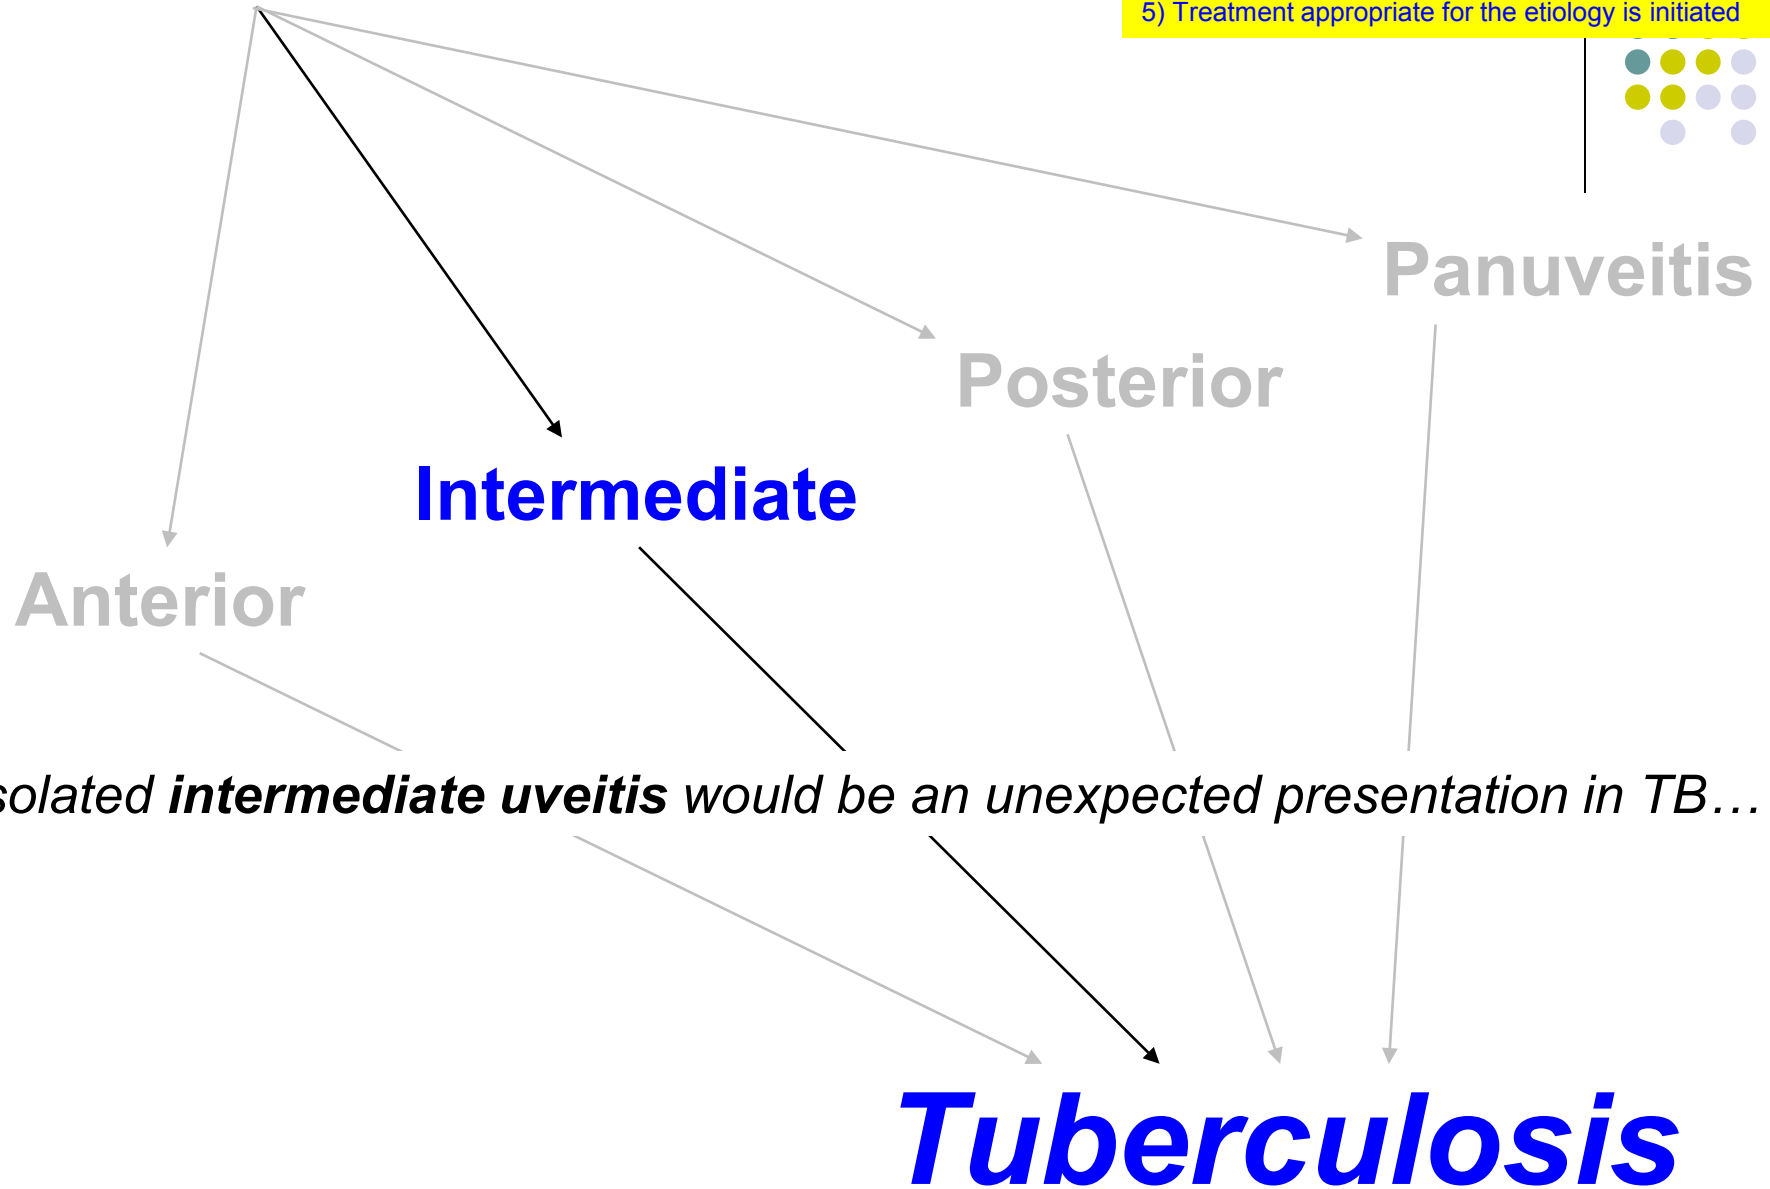 5) Treatment appropriate for the etiology is initiated
Panuveitis
Posterior
Intermediate
Anterior
intermediate uveitis would be an unexpected presentation in TB…
Tuberculosis